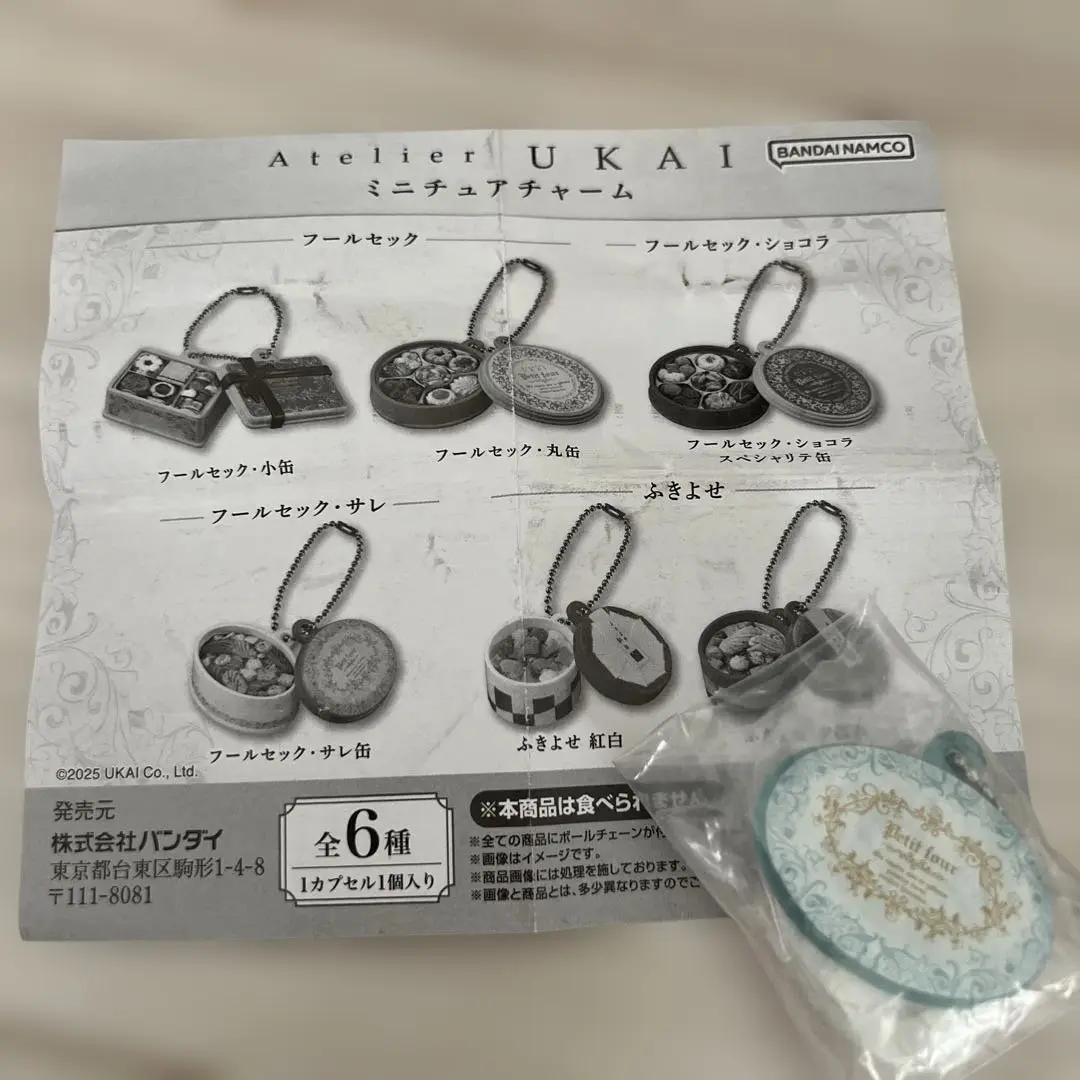 Atelier UKAI
BANDAI NAMCO
ミニチュアチャーム
フールセック
フールセック・ショコラ
フールセック・小缶
フールセック・丸缶
フールセック・ショコラ
スペシャリテ缶
フールセック・サレ
ふきよせ
フールセック・サレ缶
ふきよせ 紅白
©2025 UKAI Co., Ltd.
発売元
株式会社バンダイ
東京都台東区駒形1-4-8
〒111-8081
全6種
1カプセル1個入り
※本商品は食べられません
※全ての商品にボールチェーンが付
※画像はイメージです。
※商品画像には処理を施しております。
※画像と商品とは、多少異なりますのでご
Petit four